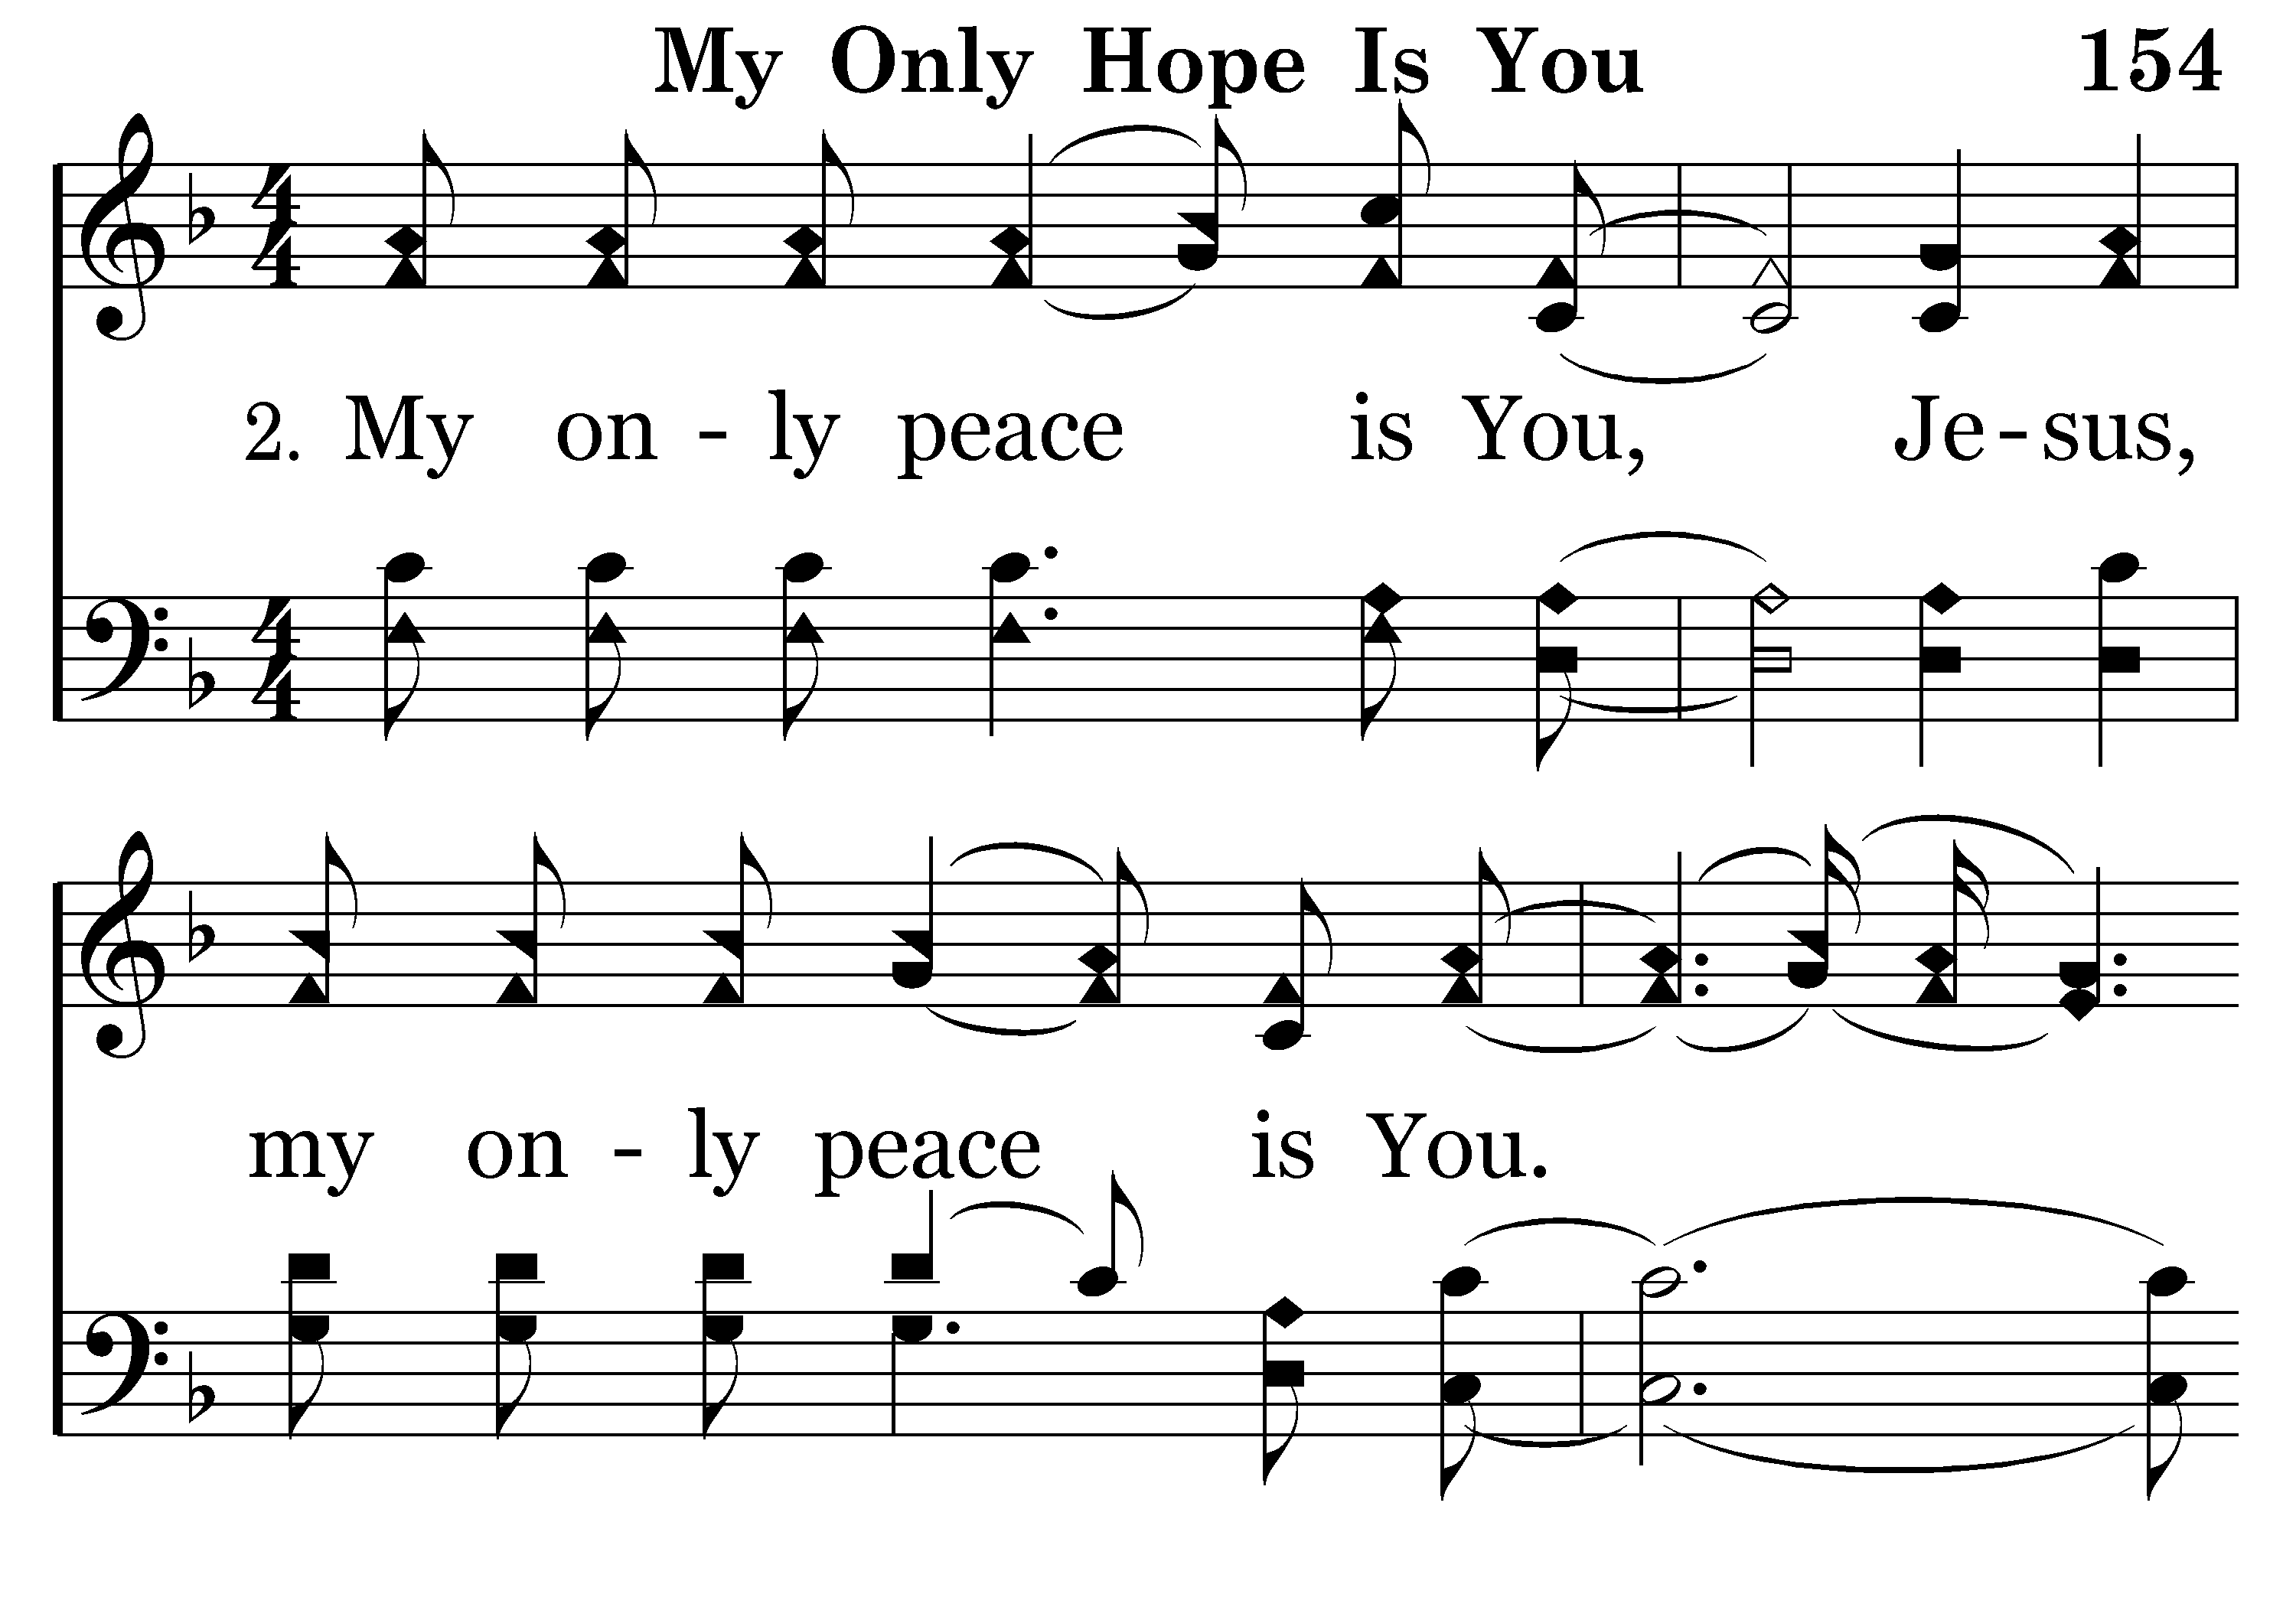 My Only Hope Is You 154
2. My on - ly peace is You, Je - sus,
my on - ly peace is You.